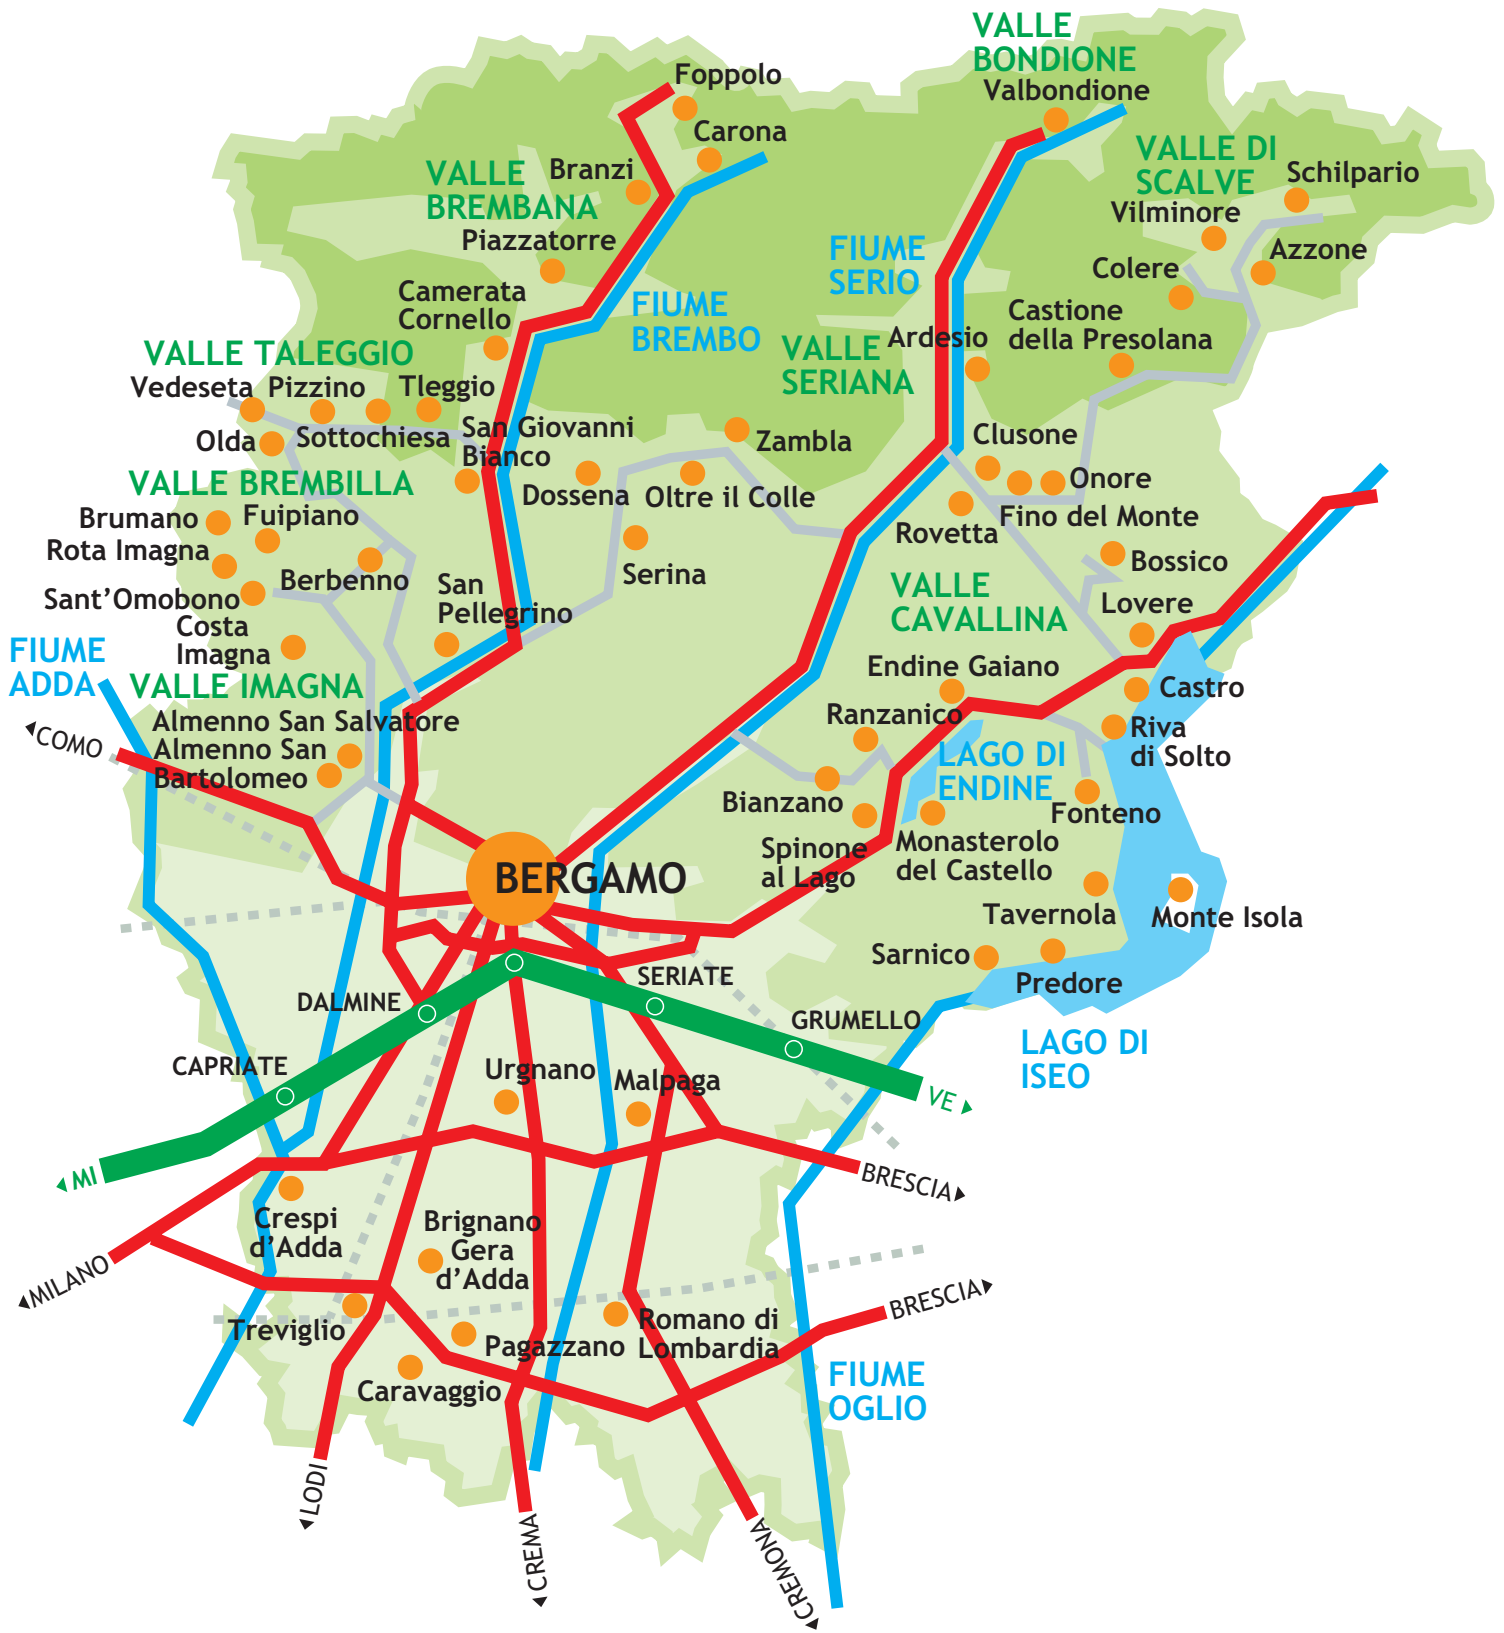 VALLE
BONDIONE
Valbondione
Foppolo
Carona
Branzi
VALLE
BREMBANA
Piazzatorre
VALLE DI
SCALVE
Schilpario
Vilminore
Azzone
Colere
FIUME
SERIO
Camerata
Cornello
FIUME
BREMBO
Castione
della Presolana
Ardesio
VALLE
SERIANA
VALLE TALEGGIO
Vedeseta
Pizzino
Tleggio
Olda
Sottochiesa
San Giovanni
Bianco
Zambla
Clusone
VALLE BREMBILLA
Dossena
Oltre il Colle
Onore
Brumano
Fuipiano
Rovetta
Fino del Monte
Rota Imagna
Berbenno
Serina
Bossico
Sant'Omobono
San
Pellegrino
VALLE
CAVALLINA
Lovere
Costa
Imagna
FIUME
ADDA
VALLE IMAGNA
Endine Gaiano
Castro
Ranzanico
Riva
di Solto
COMO
Almenno San Salvatore
Almenno San
Bartolomeo
LAGO DI
ENDINE
Bianzano
Fonteno
Spinone
al Lago
Monasterolo
del Castello
BERGAMO
Tavernola
Monte Isola
Sarnico
Predore
SERIATE
DALMINE
GRUMELLO
LAGO DI
ISEO
CAPRIATE
Urgnano
Malpaga
VE
MI
BRESCIA
Crespi
d'Adda
Brignano
Gera
d'Adda
MILANO
BRESCIA
Treviglio
Pagazzano
Romano di
Lombardia
Caravaggio
FIUME
OGLIO
LODI
CREMA
CREMONA